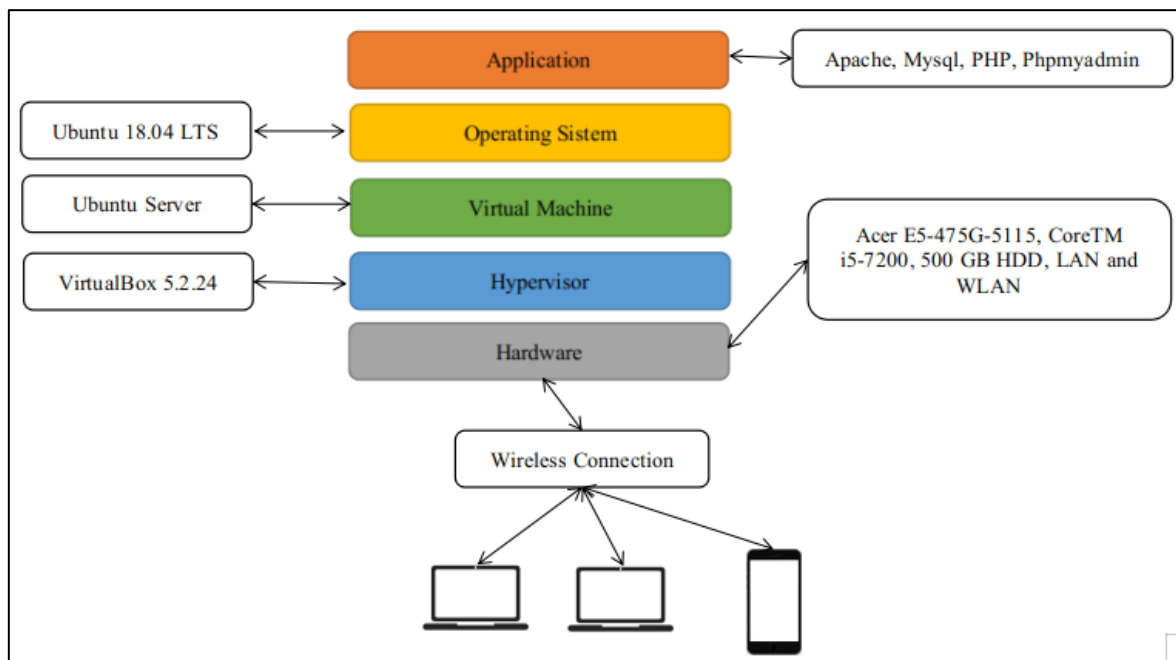 Application
Apache, Mysql, PHP, Phpmyadmin
Ubuntu 18.04 LTS
Operating Sistem
Ubuntu Server
Virtual Machine
Acer E5-475G-5115, CoreTM
i5-7200, 500 GB HDD, LAN and
WLAN
VirtualBox 5.2.24
Hypervisor
Hardware
Wireless Connection